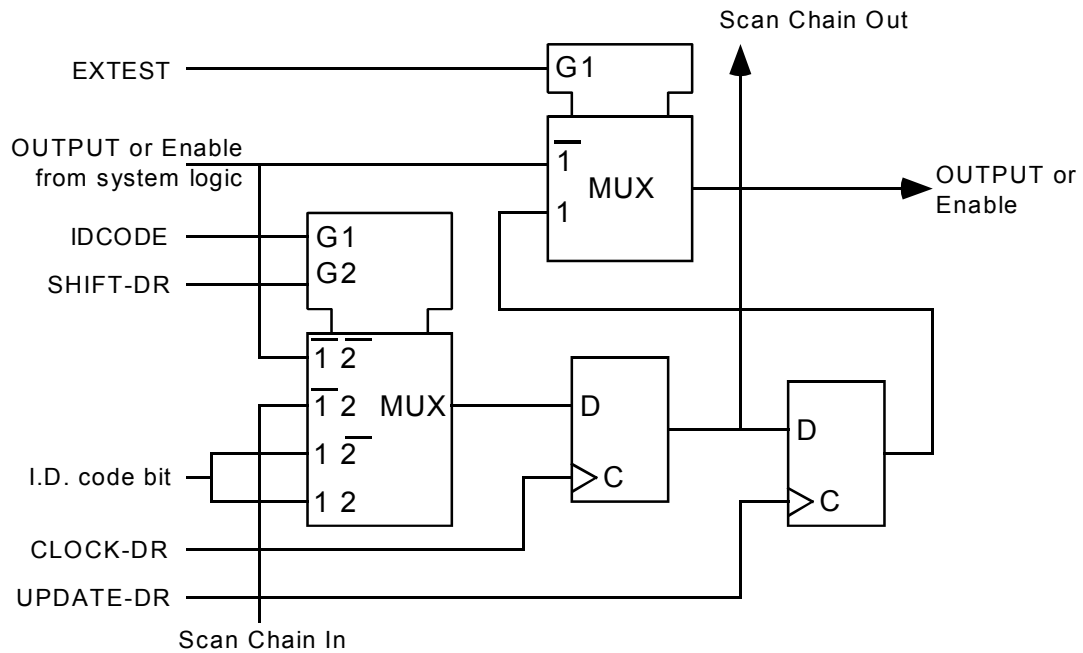 Scan Chain Out
EXTEST
G1
OUTPUT or Enable
from system logic
1̅
MUX
1
OUTPUT or
Enable
IDCODE
G1
SHIFT-DR
G2
1̅ 2̅
1̅ 2
MUX
D
D
1 2̅
I.D. code bit
C
1 2
C
CLOCK-DR
UPDATE-DR
Scan Chain In